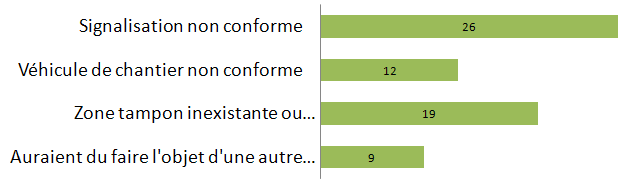 Signalisation non conforme 26
Véhicule de chantier non conforme 12
Zone tampon inexistante ou... 19
Auraient du faire l'objet d'une autre... 9